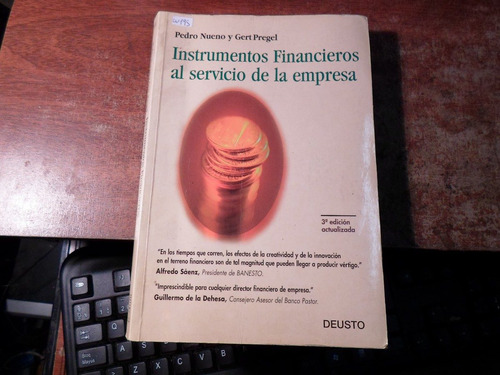 Pedro Nueno y Gert Pregel
Instrumentos Financieros
al servicio de la empresa
3ª edición
actualizada
"En los tiempos que corren, los efectos de la creatividad y de la innovación
en el terreno financiero son de tal magnitud que pueden llegar a producir vértigo."
Alfredo Sáenz, Presidente de BANESTO.
"Imprescindible para cualquier director financiero de empresa."
Guillermo de la Dehesa, Consejero Asesor del Banco Pastor.
DEUSTO